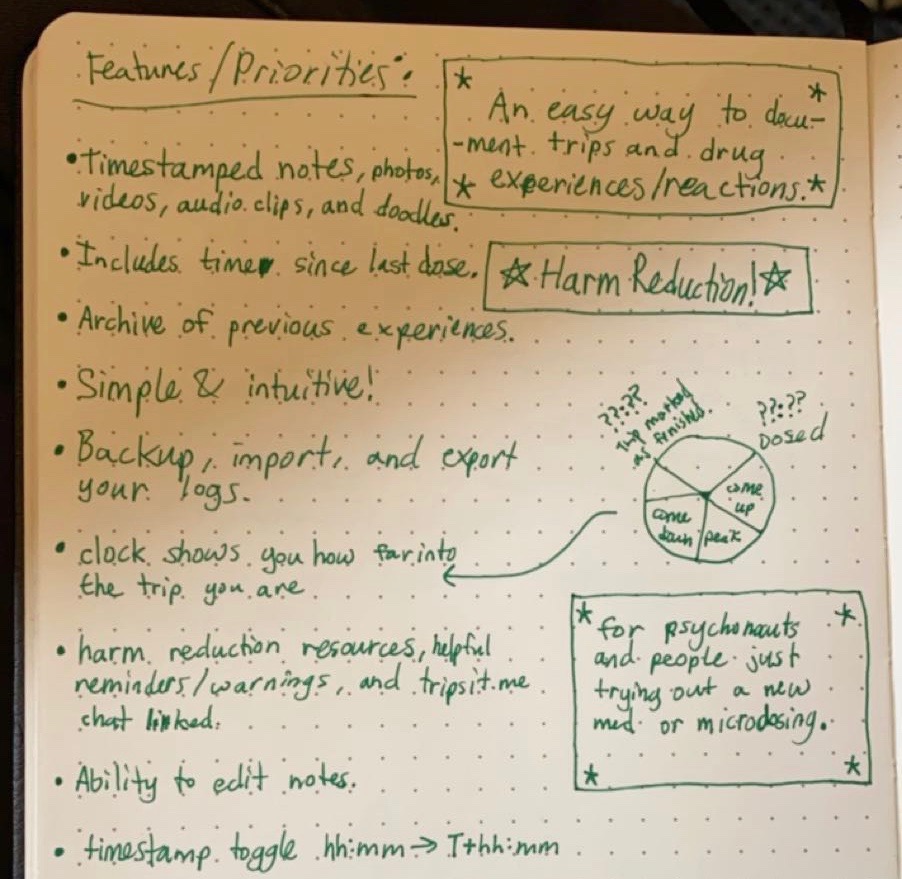 Features/Priorities:
* An easy way to docu-
-ment trips and drug
* experiences/reactions.*
• Timestamped notes, photos,
videos, audio clips, and doodles.
• Includes timer since last dose.
☆ Harm Reduction! ☆
• Archive of previous experiences.
• Simple & intuitive!
• Backup, import, and export
your logs.
??:??
Trip marked
as finished.
??:??
Dosed
come
up
peak
come
down
• clock shows you how far into
the trip you are.
* for psychonauts *
and people just
trying out a new
med or microdosing.
* *
• harm reduction resources, helpful
reminders/warnings, and tripsit.me
chat linked.
• Ability to edit notes.
• timestamp toggle hh:mm → T+hh:mm